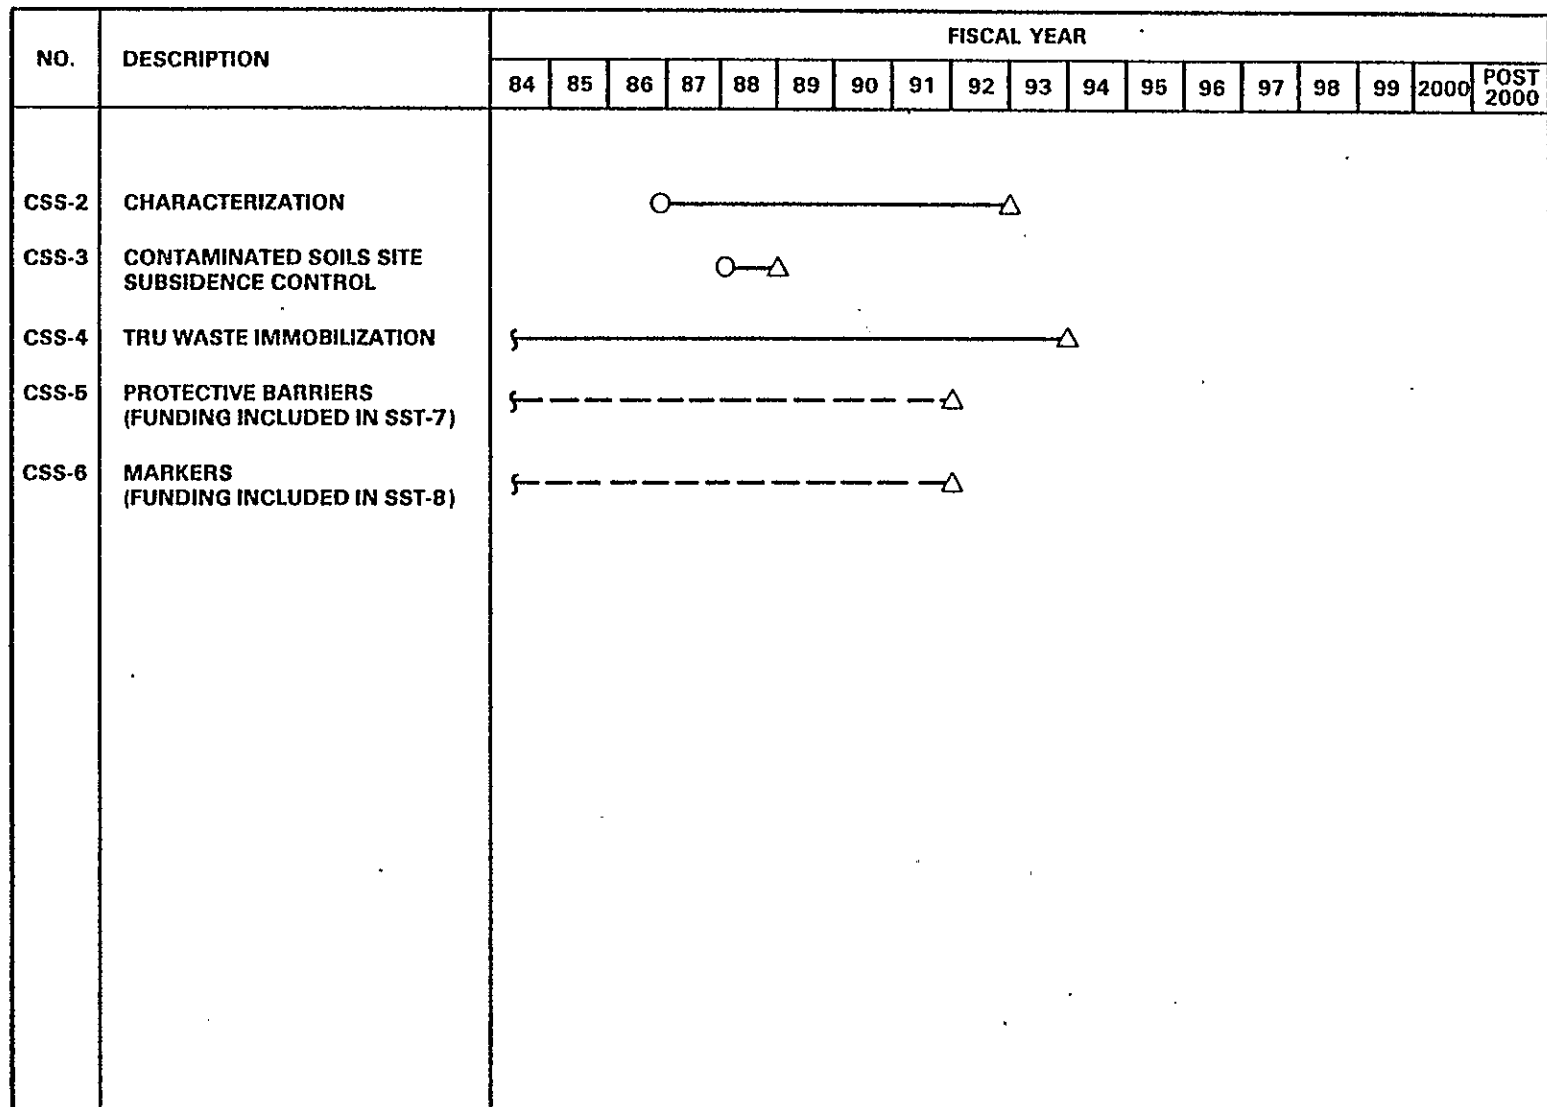 NO. DESCRIPTION FISCAL YEAR
84 85 86 87 88 89 90 91 92 93 94 95 96 97 98 99 2000 POST 2000
CSS-2 CHARACTERIZATION
CSS-3 CONTAMINATED SOILS SITE
SUBSIDENCE CONTROL
CSS-4 TRU WASTE IMMOBILIZATION
CSS-5 PROTECTIVE BARRIERS
(FUNDING INCLUDED IN SST-7)
CSS-6 MARKERS
(FUNDING INCLUDED IN SST-8)